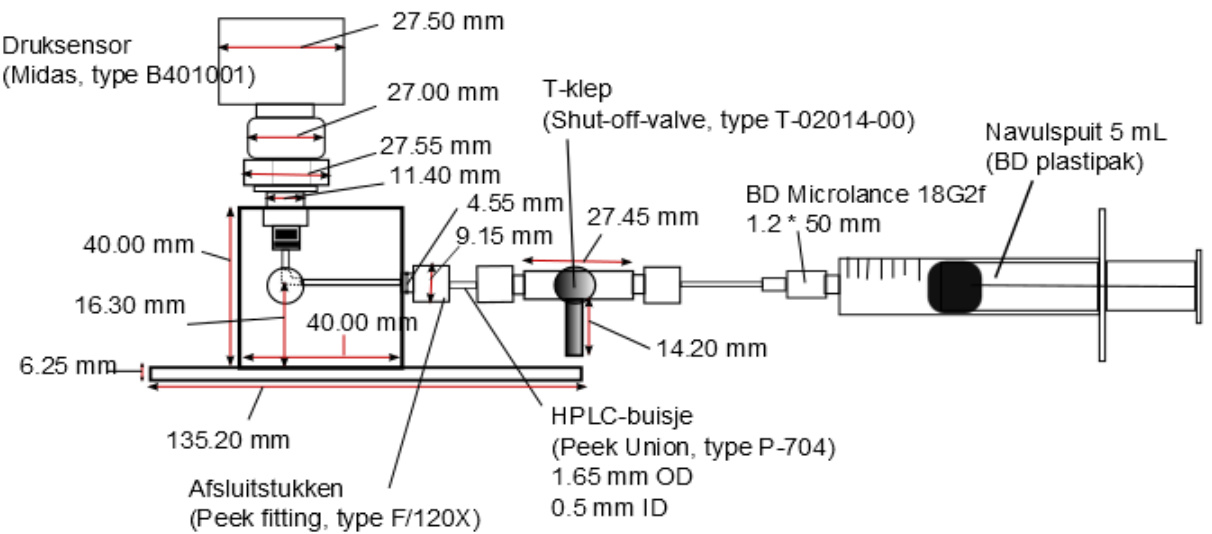 27.50 mm
Druksensor
(Midas, type B401001)
27.00 mm
27.55 mm
11.40 mm
4.55 mm
9.15 mm
40.00 mm
16.30 mm
40.00 mm
6.25 mm
135.20 mm
T-klep
(Shut-off-valve, type T-02014-00)
27.45 mm
14.20 mm
BD Microlance 18G2f
1.2 * 50 mm
Navulspuit 5 mL
(BD plastipak)
HPLC-buisje
(Peek Union, type P-704)
1.65 mm OD
0.5 mm ID
Afsluitstukken
(Peek fitting, type F/120X)